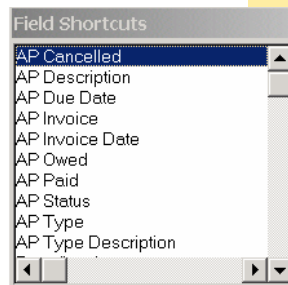 Field Shortcuts
AP Cancelled
AP Description
AP Due Date
AP Invoice
AP Invoice Date
AP Owed
AP Paid
AP Status
AP Type
AP Type Description